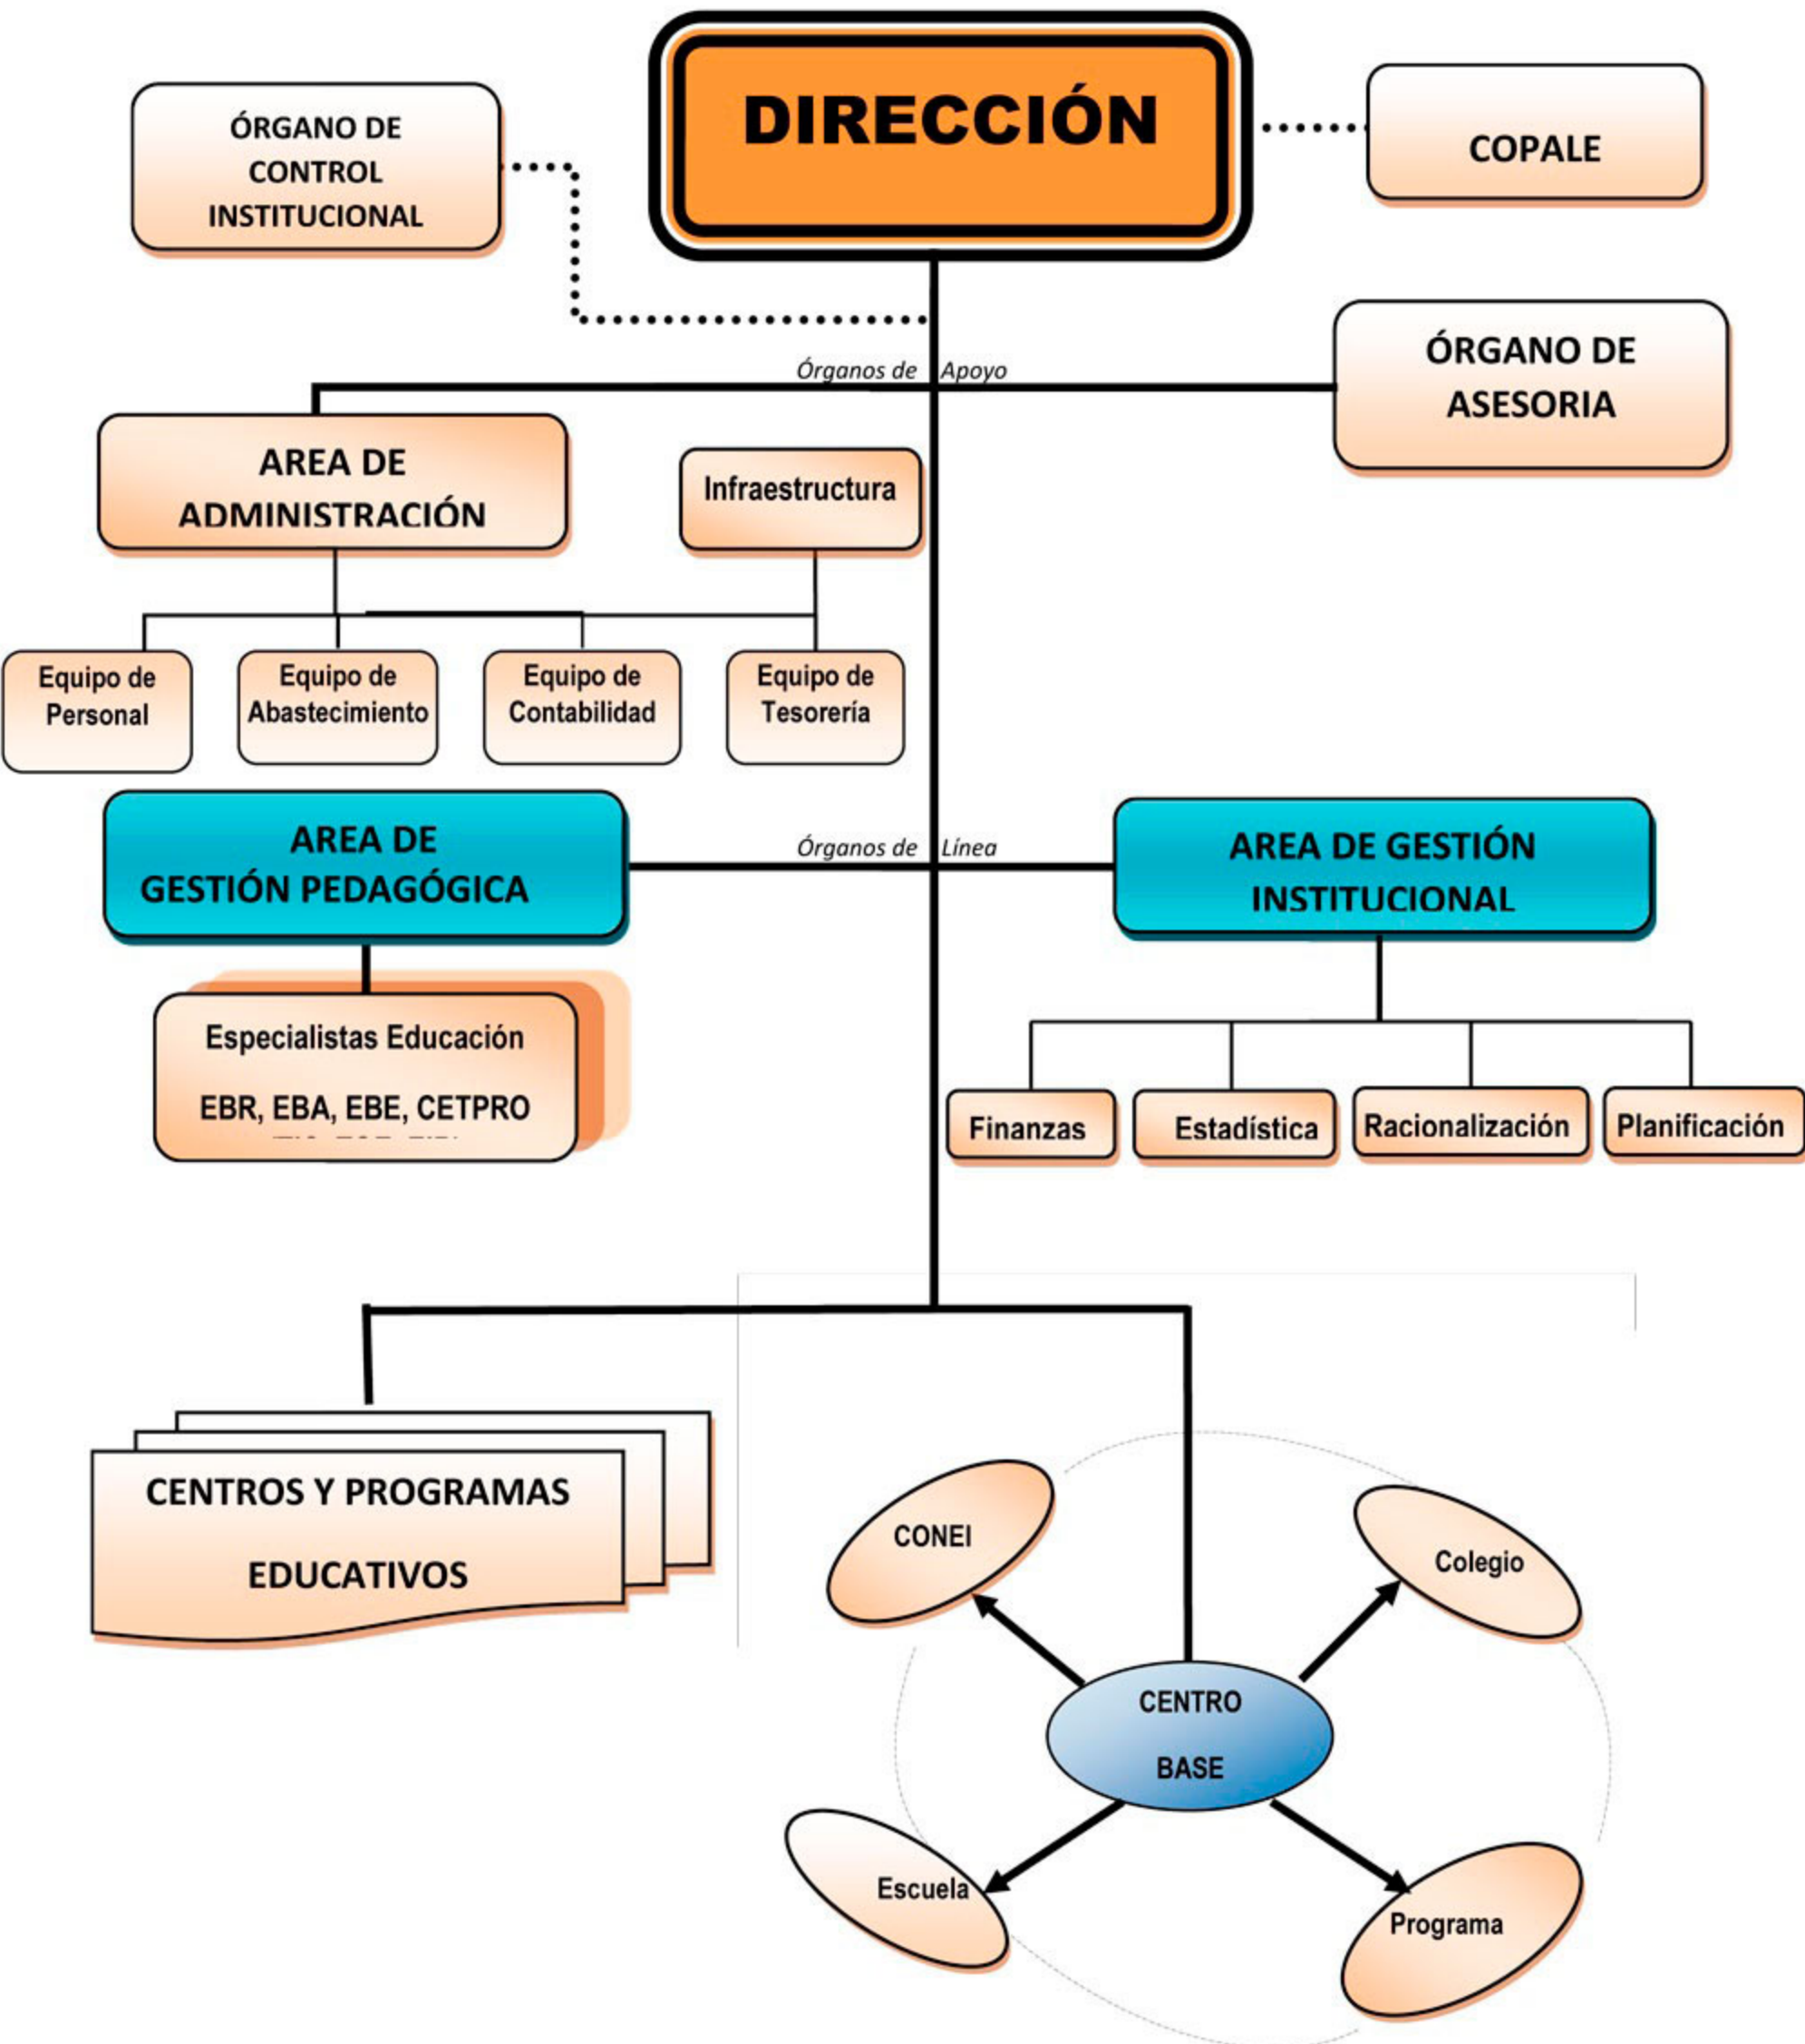 DIRECCIÓN
ÓRGANO DE
CONTROL
INSTITUCIONAL
COPALE
Órganos de Apoyo
ÓRGANO DE
ASESORIA
AREA DE
ADMINISTRACIÓN
Infraestructura
Equipo de
Personal
Equipo de
Abastecimiento
Equipo de
Contabilidad
Equipo de
Tesorería
AREA DE
GESTIÓN PEDAGÓGICA
Órganos de Línea
AREA DE GESTIÓN
INSTITUCIONAL
Especialistas Educación
EBR, EBA, EBE, CETPRO
Finanzas
Estadística
Racionalización
Planificación
CENTROS Y PROGRAMAS
EDUCATIVOS
CONEI
Colegio
CENTRO
BASE
Escuela
Programa